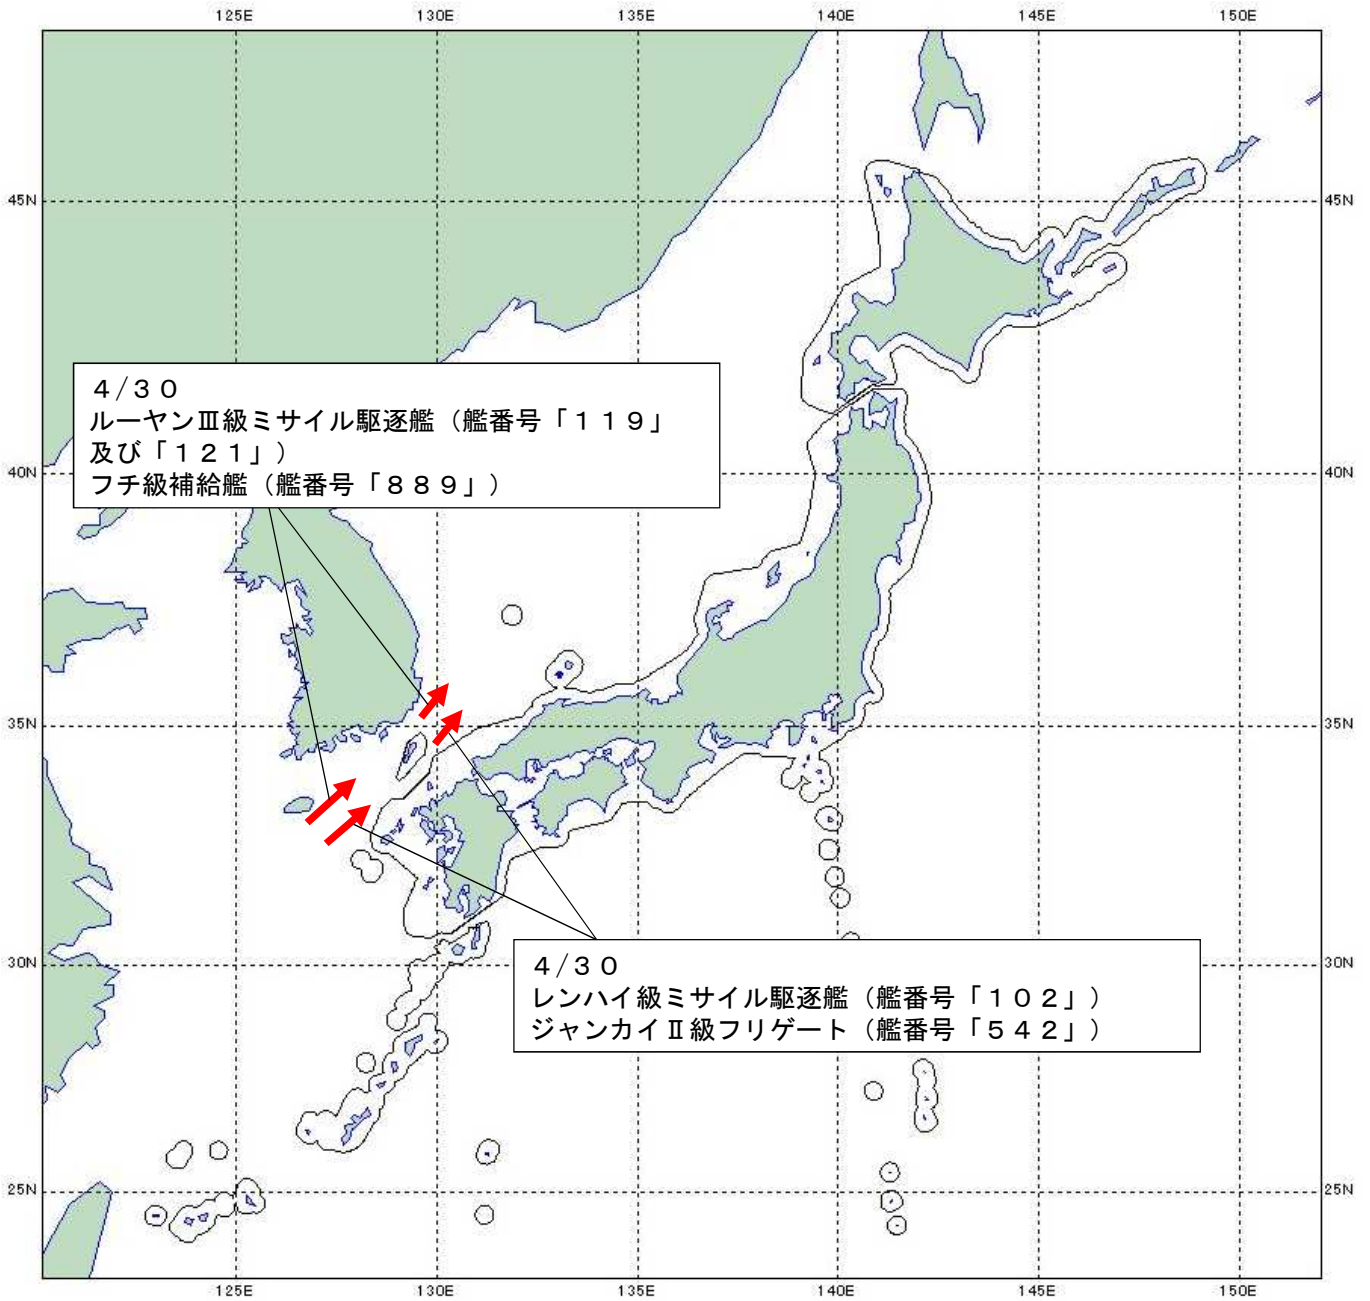 125E 130E 135E 140E 145E 150E
45N 45N
４/３０
ルーヤンⅢ級ミサイル駆逐艦（艦番号「１１９」
及び「１２１」）
フチ級補給艦（艦番号「８８９」）
40N 40N
35N 35N
４/３０
レンハイ級ミサイル駆逐艦（艦番号「１０２」）
ジャンカイⅡ級フリゲート（艦番号「５４２」）
30N 30N
25N 25N
125E 130E 135E 140E 145E 150E